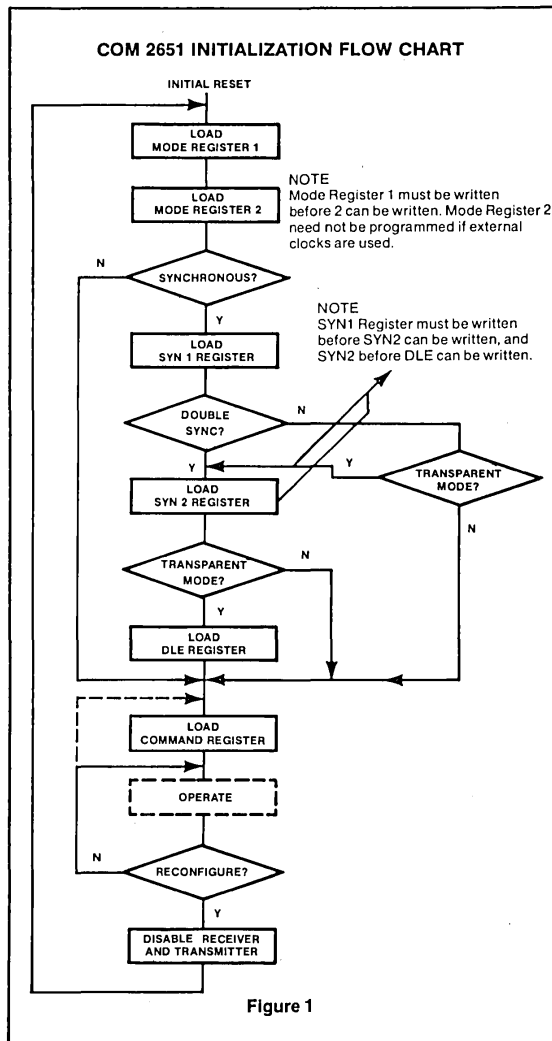 COM 2651 INITIALIZATION FLOW CHART
INITIAL RESET
LOAD
MODE REGISTER 1
LOAD
MODE REGISTER 2
NOTE
Mode Register 1 must be written
before 2 can be written. Mode Register 2
need not be programmed if external
clocks are used.
N
SYNCHRONOUS?
Y
NOTE
SYN1 Register must be written
before SYN2 can be written, and
SYN2 before DLE can be written.
LOAD
SYN 1 REGISTER
DOUBLE
SYNC?
N
Y
Y
TRANSPARENT
MODE?
N
LOAD
SYN 2 REGISTER
TRANSPARENT
MODE?
N
Y
LOAD
DLE REGISTER
LOAD
COMMAND REGISTER
OPERATE
N
RECONFIGURE?
Y
DISABLE RECEIVER
AND TRANSMITTER
Figure 1